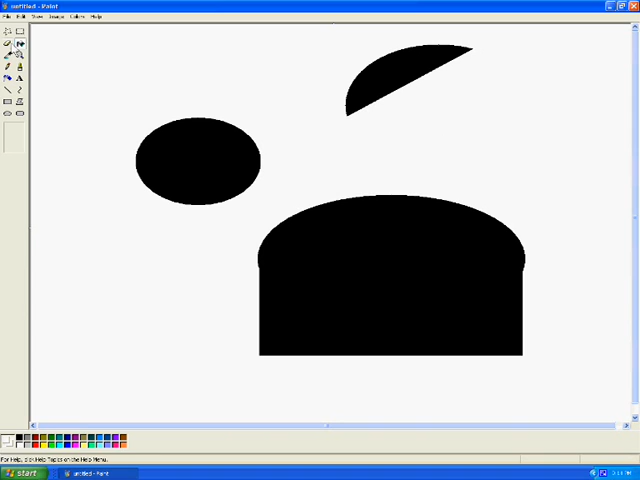 untitled - Paint
File Edit View Image Colors Help
A
For Help, click Help Topics on the Help Menu.
start untitled - Paint